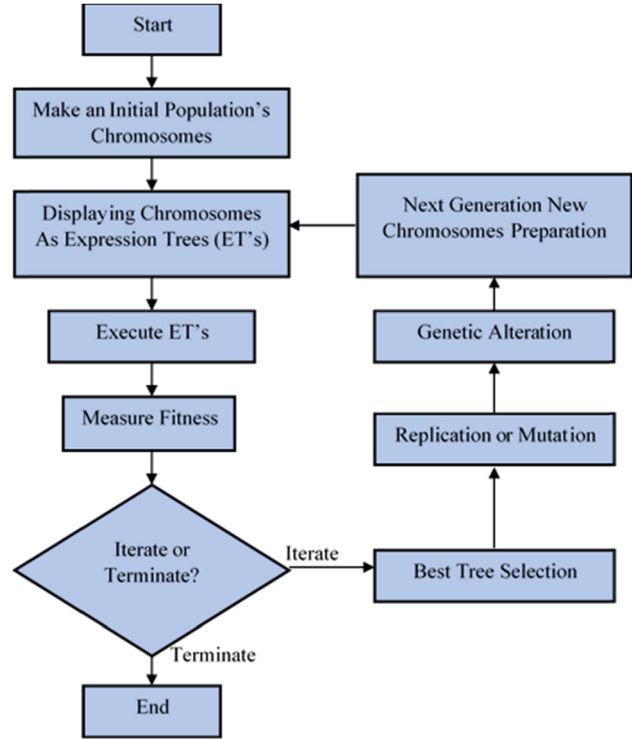 Start
Make an Initial Population's
Chromosomes
Displaying Chromosomes
As Expression Trees (ET's)
Execute ET's
Measure Fitness
Iterate or
Terminate?
Iterate
Terminate
End
Next Generation New
Chromosomes Preparation
Genetic Alteration
Replication or Mutation
Best Tree Selection